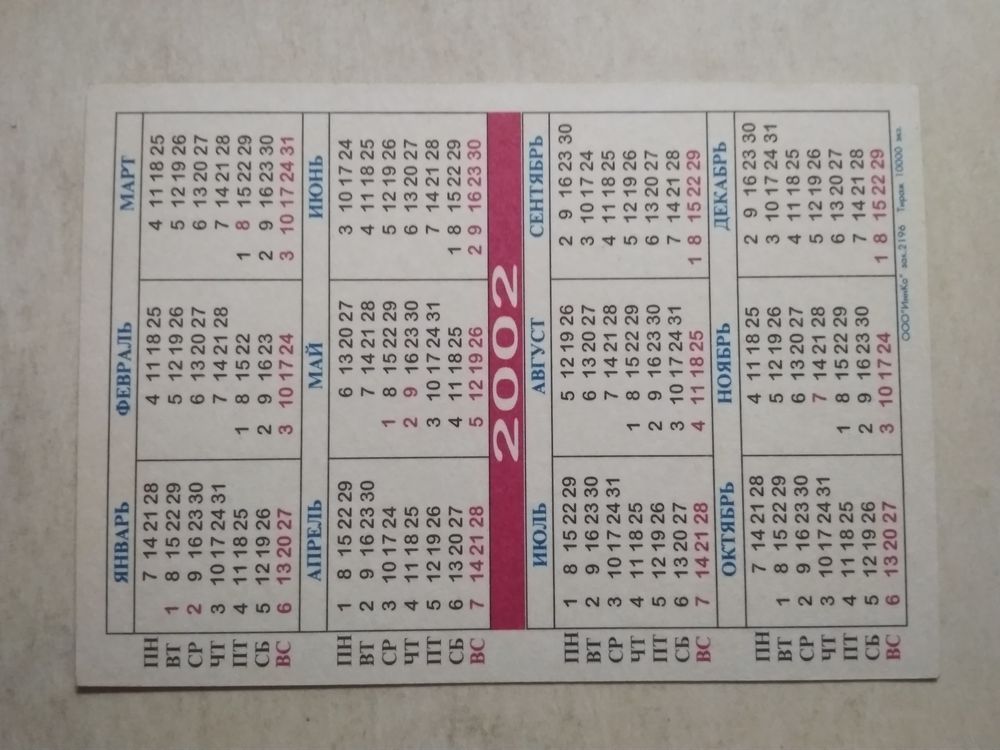 ЯНВАРЬ ФЕВРАЛЬ МАРТ
ПН 7 14 21 28 4 11 18 25 4 11 18 25
ВТ 1 8 15 22 29 5 12 19 26 5 12 19 26
СР 2 9 16 23 30 6 13 20 27 6 13 20 27
ЧТ 3 10 17 24 31 7 14 21 28 7 14 21 28
ПТ 4 11 18 25 1 8 15 22 1 8 15 22 29
СБ 5 12 19 26 2 9 16 23 2 9 16 23 30
ВС 6 13 20 27 3 10 17 24 3 10 17 24 31
АПРЕЛЬ МАЙ ИЮНЬ
ПН 1 8 15 22 29 6 13 20 27 3 10 17 24
ВТ 2 9 16 23 30 7 14 21 28 4 11 18 25
СР 3 10 17 24 1 8 15 22 29 5 12 19 26
ЧТ 4 11 18 25 2 9 16 23 30 6 13 20 27
ПТ 5 12 19 26 3 10 17 24 31 7 14 21 28
СБ 6 13 20 27 4 11 18 25 1 8 15 22 29
ВС 7 14 21 28 5 12 19 26 2 9 16 23 30
2002
ИЮЛЬ АВГУСТ СЕНТЯБРЬ
ПН 1 8 15 22 29 5 12 19 26 2 9 16 23 30
ВТ 2 9 16 23 30 6 13 20 27 3 10 17 24
СР 3 10 17 24 31 7 14 21 28 4 11 18 25
ЧТ 4 11 18 25 1 8 15 22 29 5 12 19 26
ПТ 5 12 19 26 2 9 16 23 30 6 13 20 27
СБ 6 13 20 27 3 10 17 24 31 7 14 21 28
ВС 7 14 21 28 4 11 18 25 1 8 15 22 29
ОКТЯБРЬ НОЯБРЬ ДЕКАБРЬ
ПН 7 14 21 28 4 11 18 25 2 9 16 23 30
ВТ 1 8 15 22 29 5 12 19 26 3 10 17 24 31
СР 2 9 16 23 30 6 13 20 27 4 11 18 25
ЧТ 3 10 17 24 31 7 14 21 28 5 12 19 26
ПТ 4 11 18 25 1 8 15 22 29 6 13 20 27
СБ 5 12 19 26 2 9 16 23 30 7 14 21 28
ВС 6 13 20 27 3 10 17 24 1 8 15 22 29
ООО"ИннКо" зак.2196 Тираж 10000 экз.